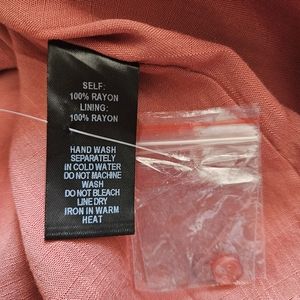 SELF:
100% RAYON
LINING:
100% RAYON
HAND WASH
SEPARATELY
IN COLD WATER
DO NOT MACHINE
WASH
DO NOT BLEACH
LINE DRY
IRON IN WARM
HEAT